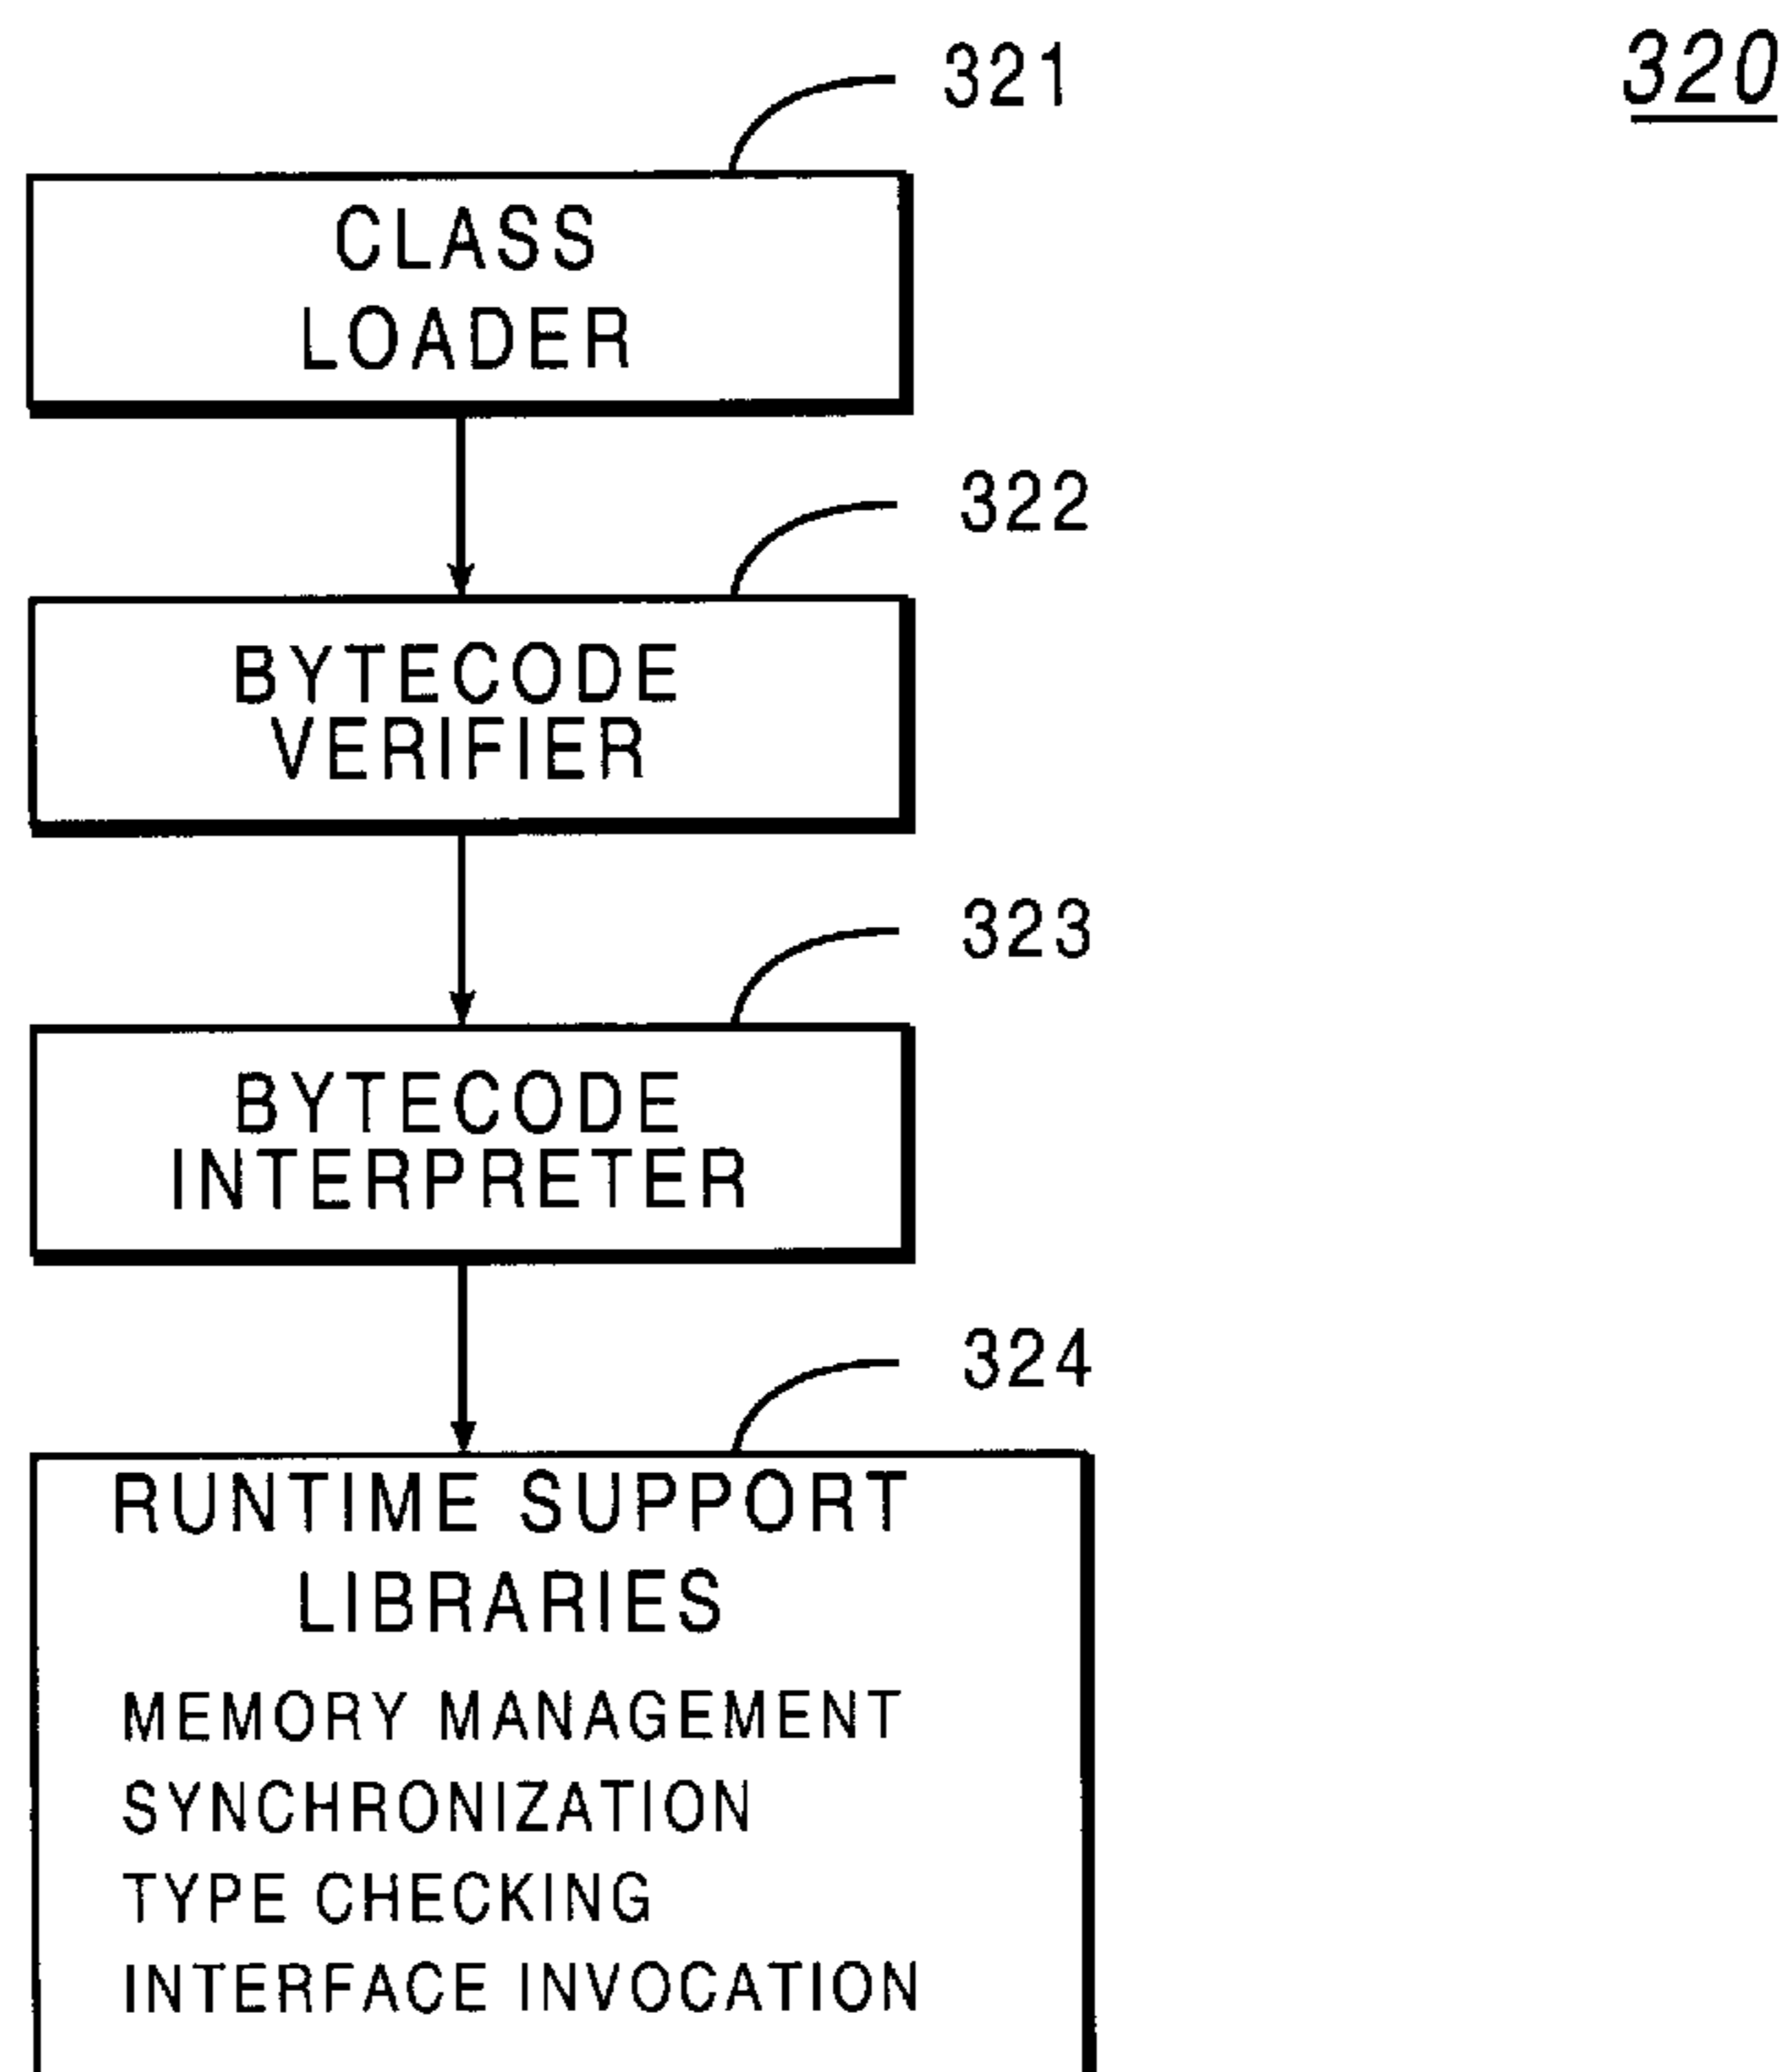 321
320
CLASS
LOADER
322
BYTECODE
VERIFIER
323
BYTECODE
INTERPRETER
324
RUNTIME SUPPORT
LIBRARIES
MEMORY MANAGEMENT
SYNCHRONIZATION
TYPE CHECKING
INTERFACE INVOCATION